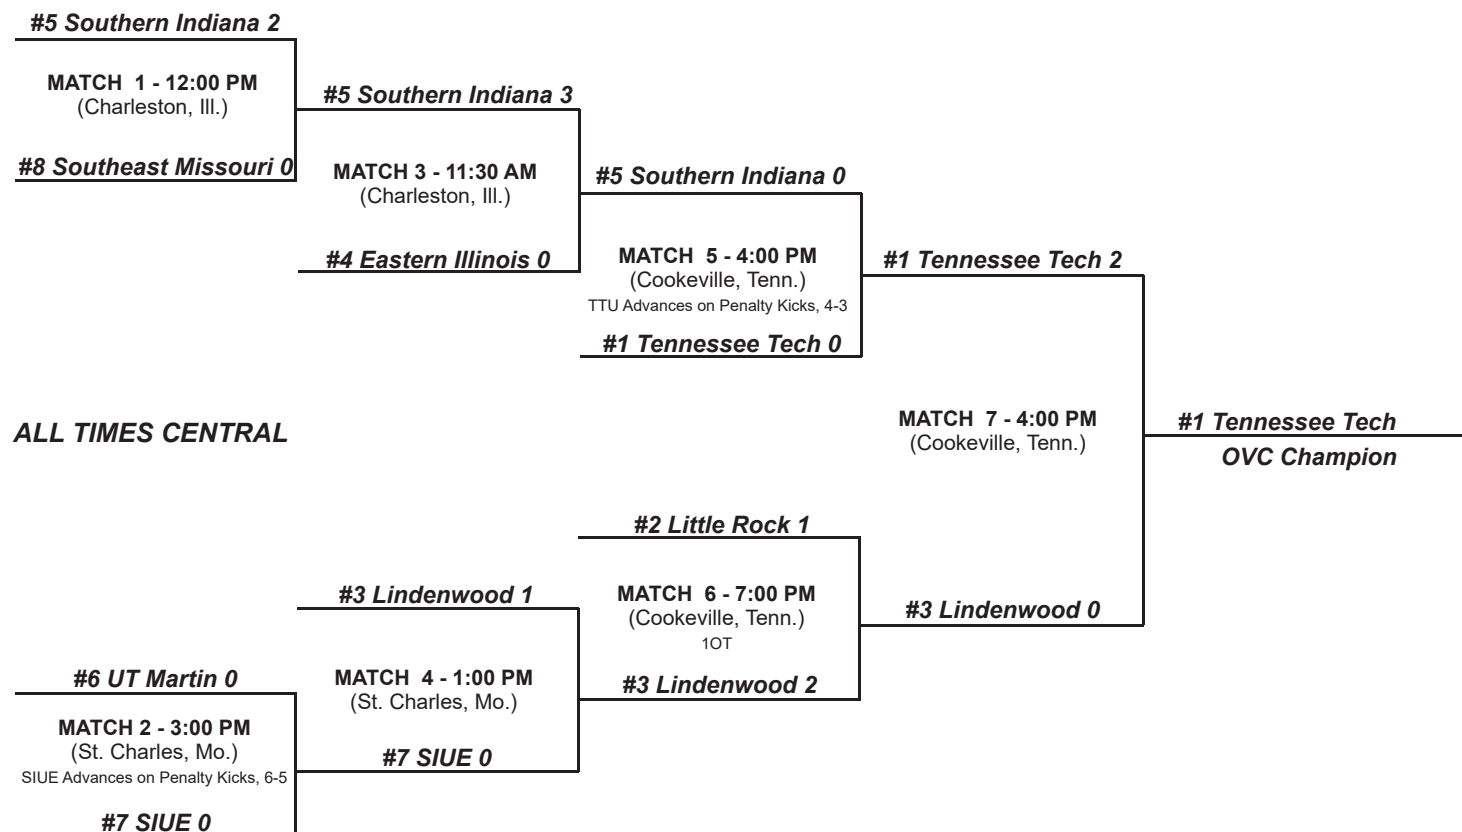 #5 Southern Indiana 2
MATCH 1 - 12:00 PM
(Charleston, Ill.)
#8 Southeast Missouri 0
#5 Southern Indiana 3
MATCH 3 - 11:30 AM
(Charleston, Ill.)
#4 Eastern Illinois 0
#5 Southern Indiana 0
MATCH 5 - 4:00 PM
(Cookeville, Tenn.)
TTU Advances on Penalty Kicks, 4-3
#1 Tennessee Tech 0
#1 Tennessee Tech 2
MATCH 7 - 4:00 PM
(Cookeville, Tenn.)
#1 Tennessee Tech
OVC Champion
ALL TIMES CENTRAL
#2 Little Rock 1
MATCH 6 - 7:00 PM
(Cookeville, Tenn.)
1OT
#3 Lindenwood 2
#3 Lindenwood 0
#3 Lindenwood 1
MATCH 4 - 1:00 PM
(St. Charles, Mo.)
#7 SIUE 0
#6 UT Martin 0
MATCH 2 - 3:00 PM
(St. Charles, Mo.)
SIUE Advances on Penalty Kicks, 6-5
#7 SIUE 0